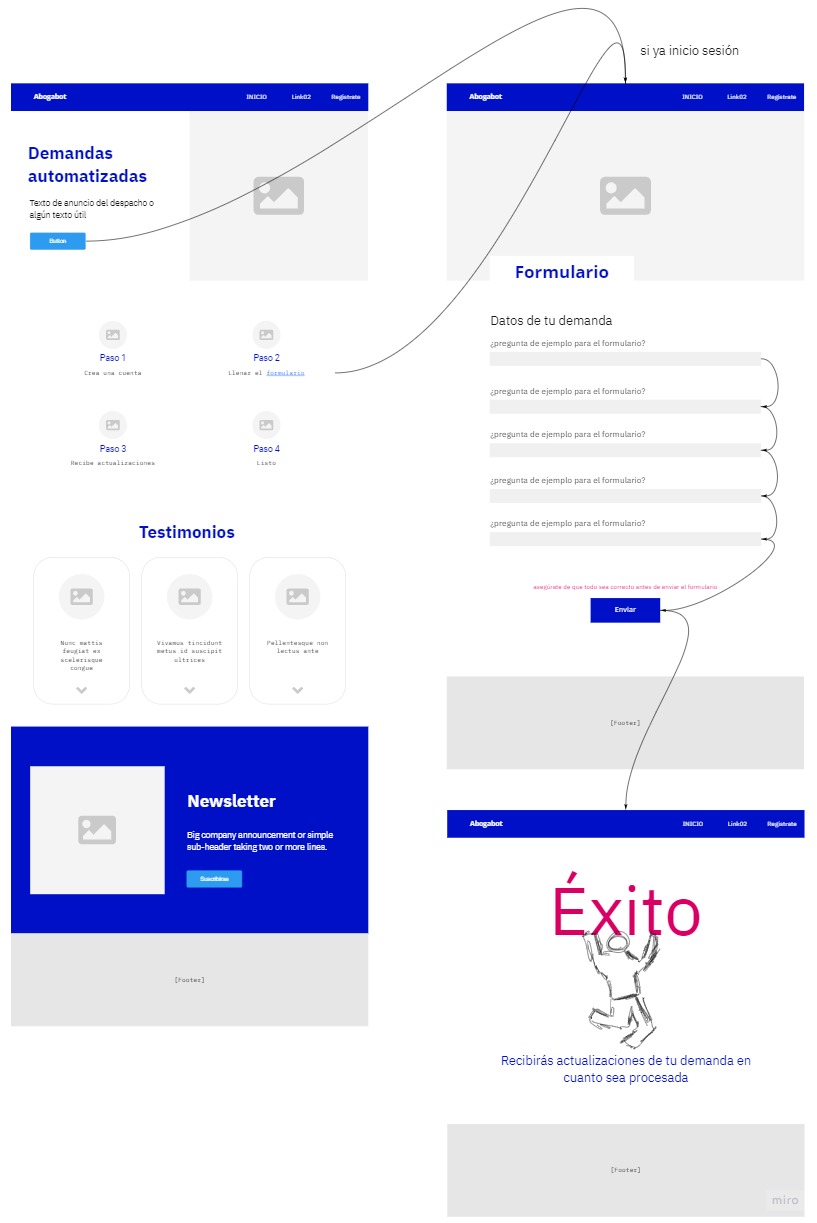 si ya inicio sesión
Abogabot
INICIO
Link02
Registrate
Demandas
automatizadas
Texto de anuncio del despacho o
algún texto útil
Button
Paso 1
Crea una cuenta
Paso 2
Llenar el formulario
Paso 3
Recibe actualizaciones
Paso 4
Listo
Testimonios
Nunc mattis
feugiat ex
scelerisque
congue
Vivamus tincidunt
metus id suscipit
ultrices
Pellentesque non
lectus ante
Newsletter
Big company announcement or simple
sub-header taking two or more lines.
Suscribirse
[Footer]
Abogabot
INICIO
Link02
Registrate
Formulario
Datos de tu demanda
¿pregunta de ejemplo para el formulario?
¿pregunta de ejemplo para el formulario?
¿pregunta de ejemplo para el formulario?
¿pregunta de ejemplo para el formulario?
¿pregunta de ejemplo para el formulario?
asegúrate de que todo sea correcto antes de enviar el formulario
Enviar
[Footer]
Abogabot
INICIO
Link02
Registrate
Éxito
Recibirás actualizaciones de tu demanda en
cuanto sea procesada
[Footer]
miro